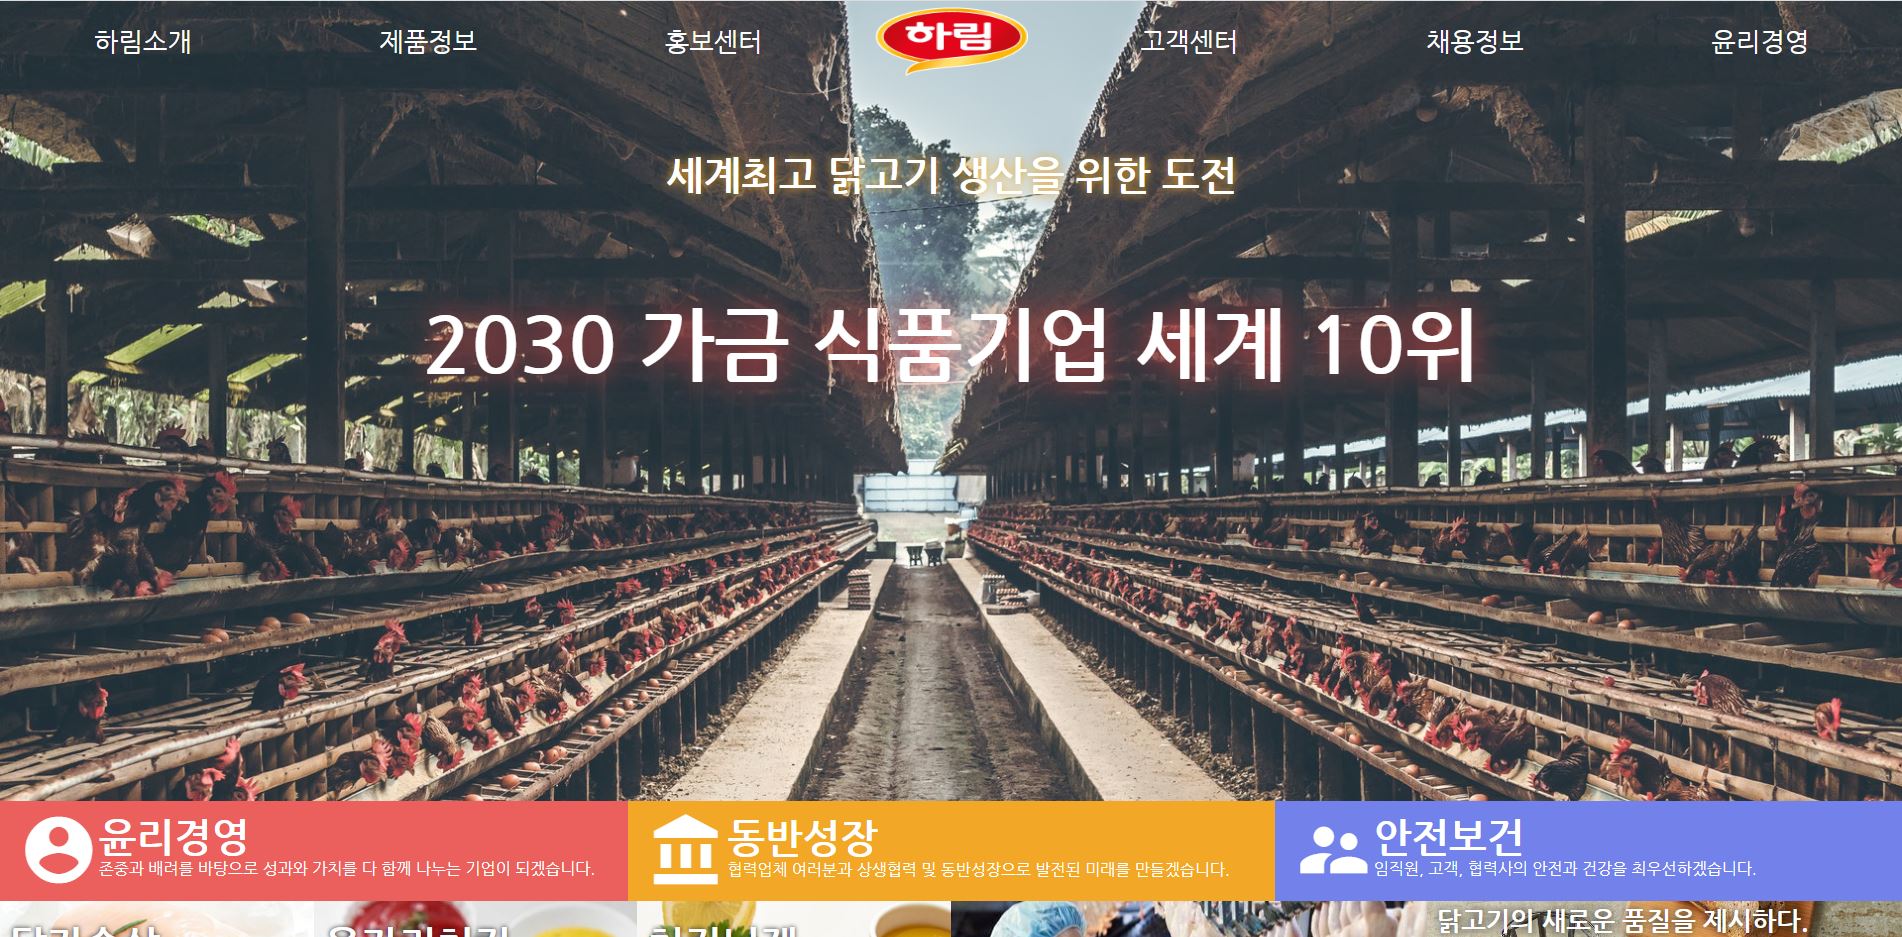 하림소개
제품정보
홍보센터
하림
고객센터
채용정보
윤리경영
세계최고 닭고기 생산을 위한 도전
2030 가금 식품기업 세계 10위
윤리경영
존중과 배려를 바탕으로 성과와 가치를 다 함께 나누는 기업이 되겠습니다.
동반성장
협력업체 여러분과 상생협력 및 동반성장으로 발전된 미래를 만들겠습니다.
안전보건
임직원, 고객, 협력사의 안전과 건강을 최우선하겠습니다.
닭고기의 새로운 품질을 제시하다.